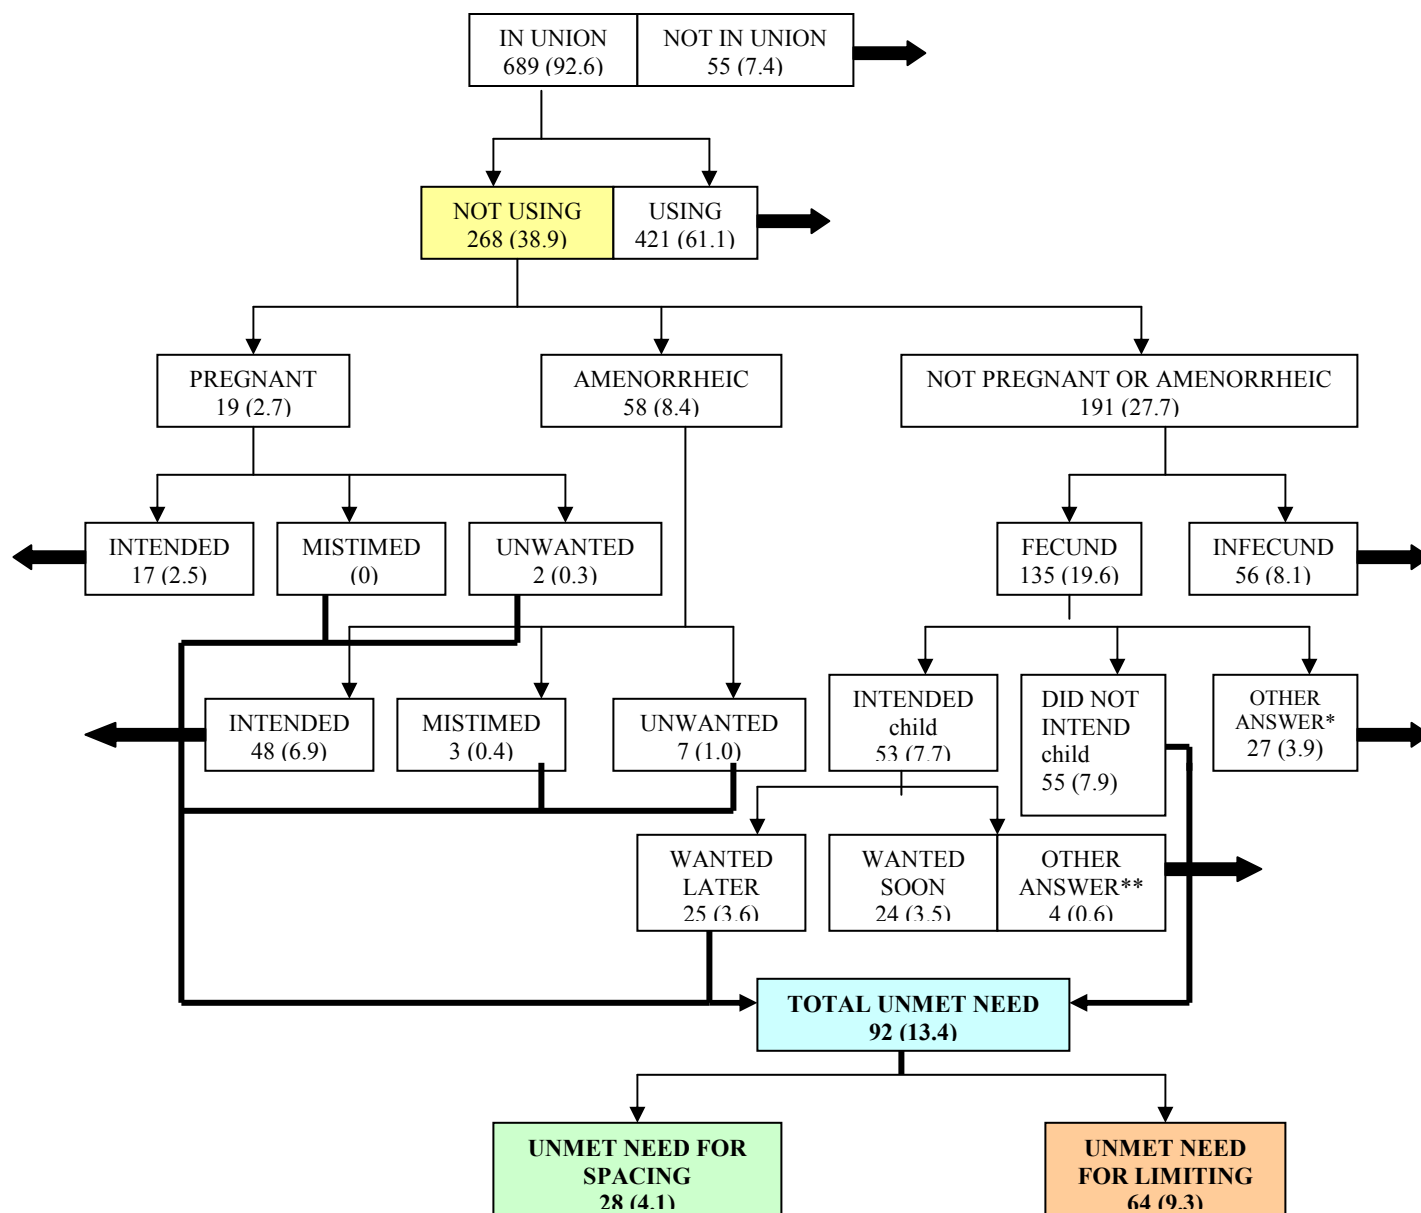 IN UNION
689 (92.6)
NOT IN UNION
55 (7.4)
NOT USING
268 (38.9)
USING
421 (61.1)
PREGNANT
19 (2.7)
AMENORRHEIC
58 (8.4)
NOT PREGNANT OR AMENORRHEIC
191 (27.7)
INTENDED
17 (2.5)
MISTIMED
(0)
UNWANTED
2 (0.3)
FECUND
135 (19.6)
INFECUND
56 (8.1)
INTENDED
48 (6.9)
MISTIMED
3 (0.4)
UNWANTED
7 (1.0)
INTENDED
child
53 (7.7)
DID NOT
INTEND
child
55 (7.9)
OTHER
ANSWER*
27 (3.9)
WANTED
LATER
25 (3.6)
WANTED
SOON
24 (3.5)
OTHER
ANSWER**
4 (0.6)
TOTAL UNMET NEED
92 (13.4)
UNMET NEED FOR
SPACING
28 (4.1)
UNMET NEED
FOR LIMITING
64 (9.3)